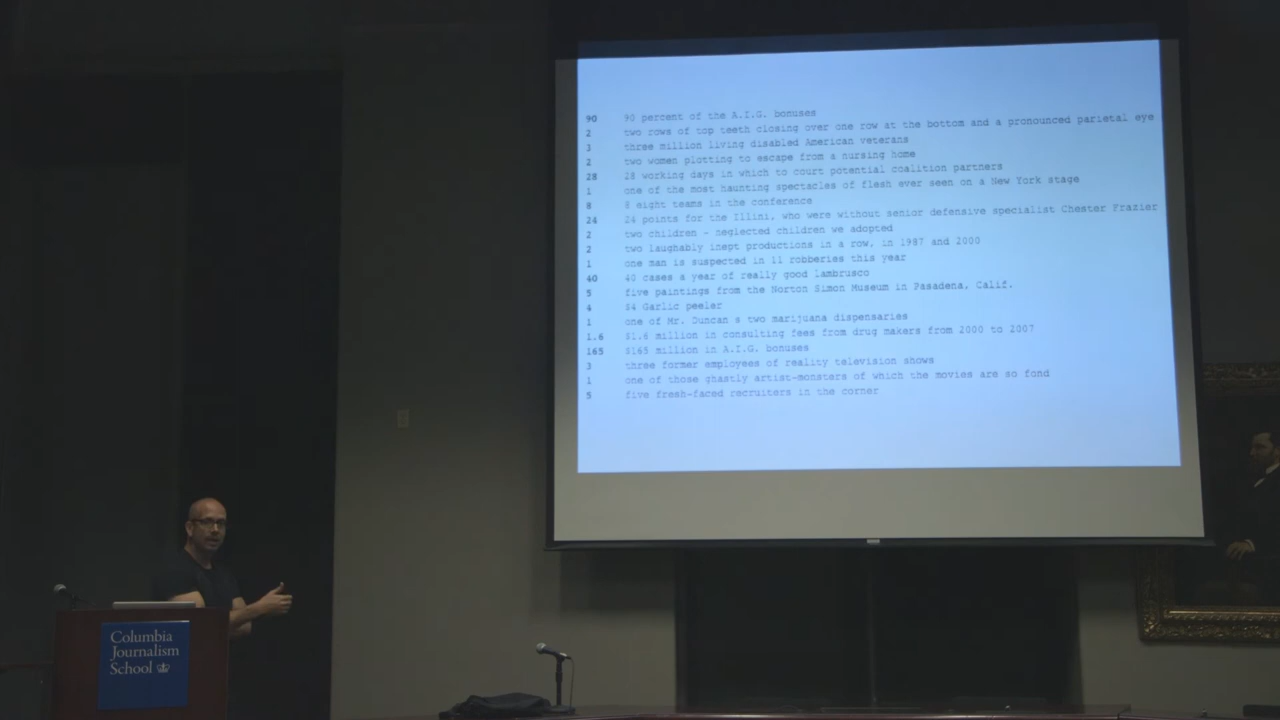 90 90 percent of the A.I.G. bonuses
2 two rows of top teeth closing over one row at the bottom and a pronounced parietal eye
3 three million living disabled American veterans
2 two women plotting to escape from a nursing home
28 28 working days in which to court potential coalition partners
1 one of the most haunting spectacles of flesh ever seen on a New York stage
8 8 eight teams in the conference
24 24 points for the Illini, who were without senior defensive specialist Chester Frazier
2 two children - neglected children we adopted
2 two laughably inept productions in a row, in 1987 and 2000
1 one man is suspected in 11 robberies this year
40 40 cases a year of really good lambrusco
5 five paintings from the Norton Simon Museum in Pasadena, Calif.
4 $4 Garlic peeler
1 one of Mr. Duncan s two marijuana dispensaries
1.6 $1.6 million in consulting fees from drug makers from 2000 to 2007
165 $165 million in A.I.G. bonuses
3 three former employees of reality television shows
1 one of those ghastly artist-monsters of which the movies are so fond
5 five fresh-faced recruiters in the corner
Columbia
Journalism
School